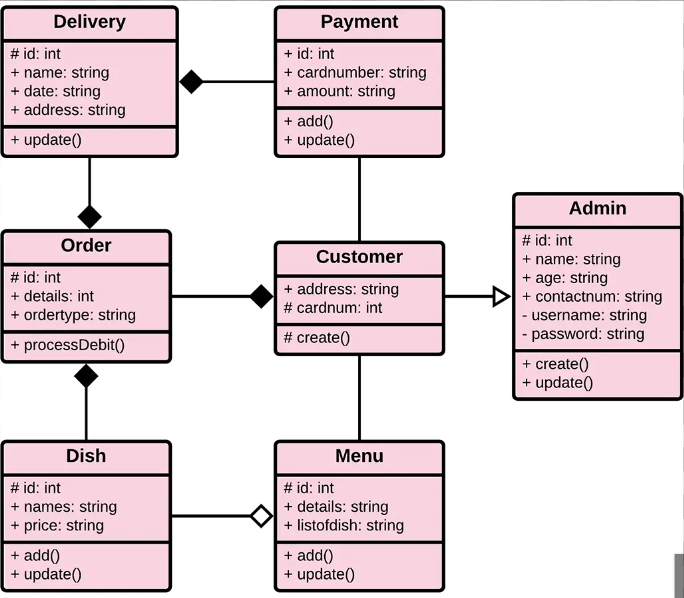 Delivery
# id: int
+ name: string
+ date: string
+ address: string
+ update()
Payment
+ id: int
+ cardnumber: string
+ amount: string
+ add()
+ update()
Order
# id: int
+ details: int
+ ordertype: string
+ processDebit()
Customer
+ address: string
# cardnum: int
# create()
Admin
# id: int
+ name: string
+ age: string
+ contactnum: string
- username: string
- password: string
+ create()
+ update()
Dish
# id: int
+ names: string
+ price: string
+ add()
+ update()
Menu
# id: int
+ details: string
+ listofdish: string
+ add()
+ update()